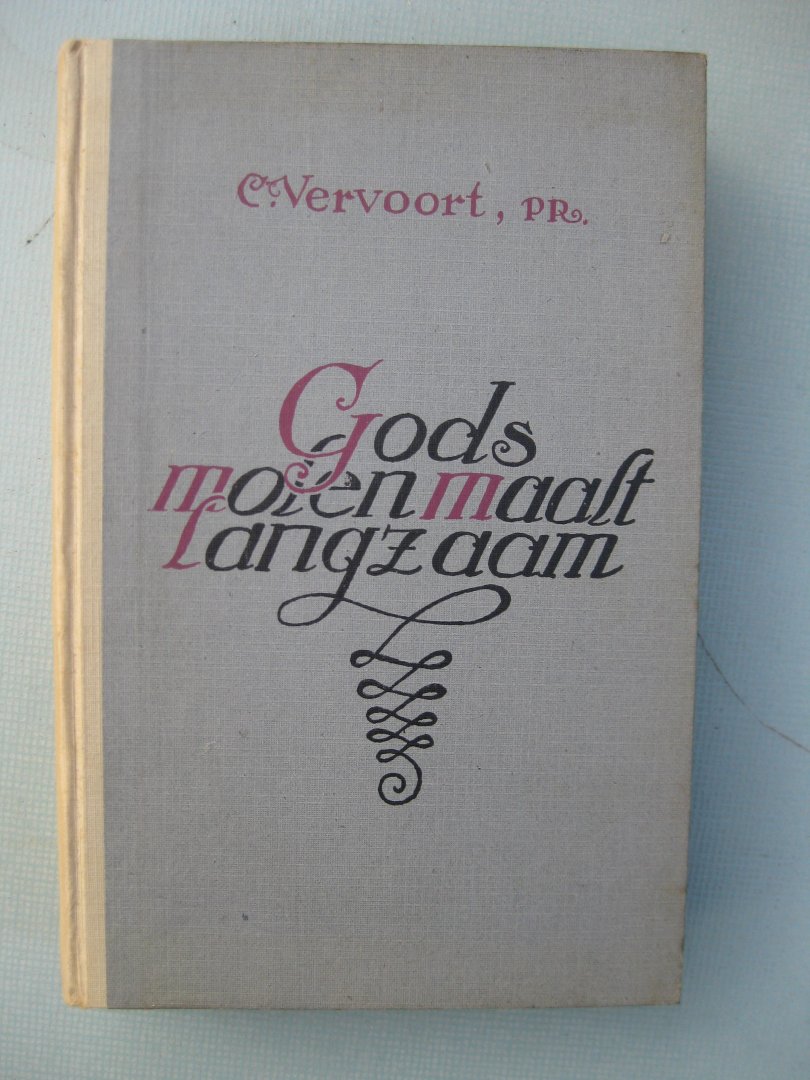 C. Vervoort, PR.
Gods
molen maalt
langzaam